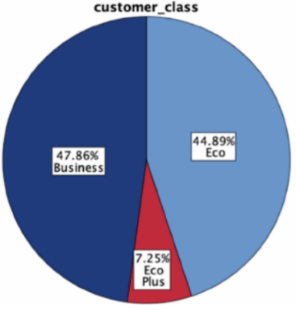 customer_class
44.89%
Eco
47.86%
Business
7.25%
Eco
Plus